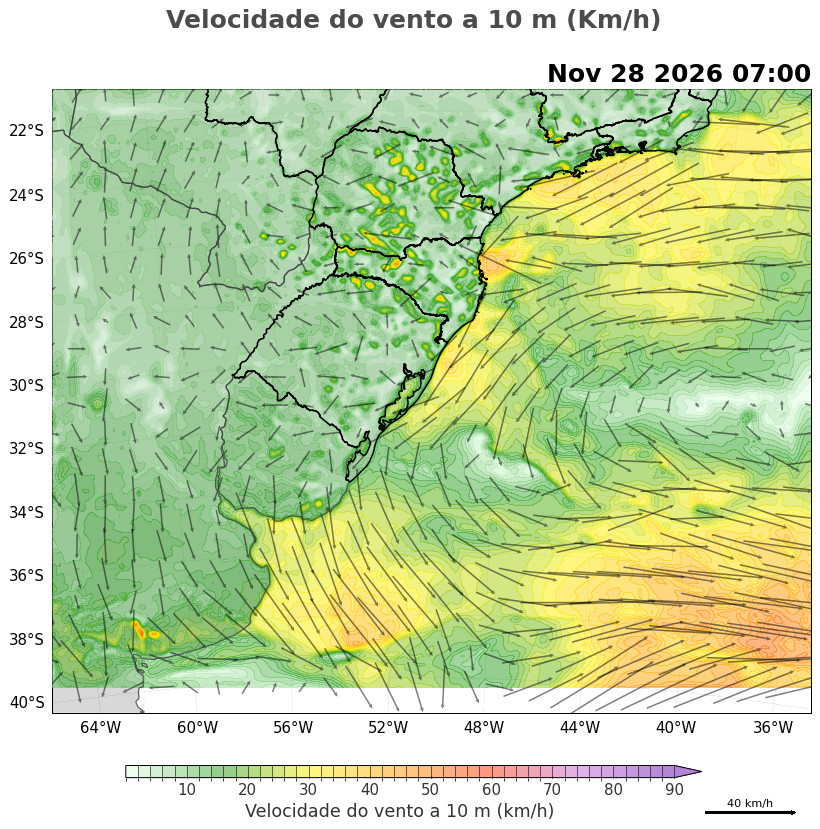 Velocidade do vento a 10 m (Km/h)
Nov 28 2026 07:00
22°S
24°S
26°S
28°S
30°S
32°S
34°S
36°S
38°S
40°S
64°W 60°W 56°W 52°W 48°W 44°W 40°W 36°W
10 20 30 40 50 60 70 80 90
Velocidade do vento a 10 m (km/h)
40 km/h